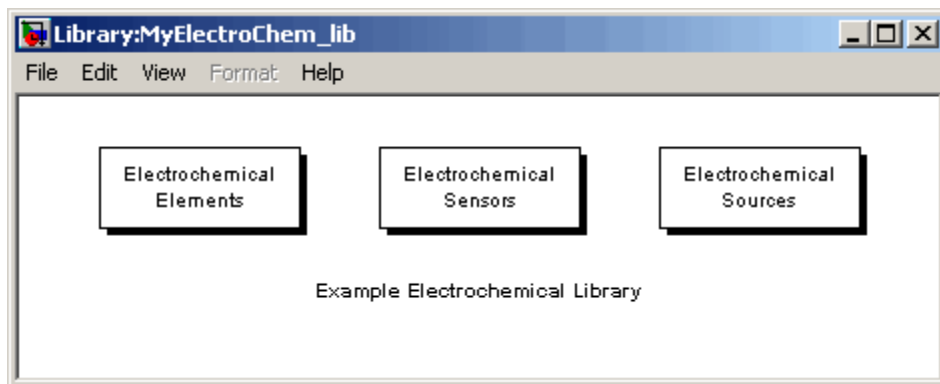 Library:MyElectroChem_lib
File Edit View Format Help
Electrochemical Elements
Electrochemical Sensors
Electrochemical Sources
Example Electrochemical Library